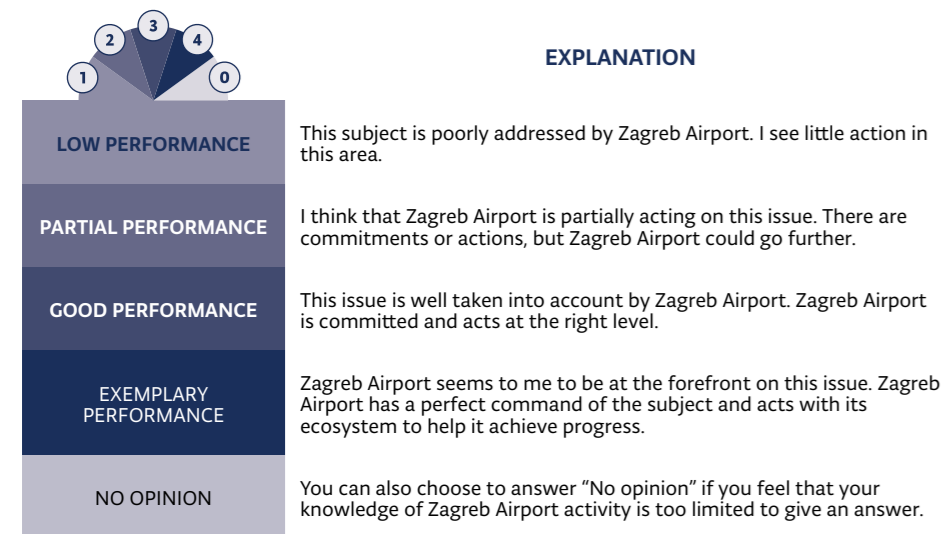 1
2
3
4
0
EXPLANATION
LOW PERFORMANCE
This subject is poorly addressed by Zagreb Airport. I see little action in
this area.
PARTIAL PERFORMANCE
I think that Zagreb Airport is partially acting on this issue. There are
commitments or actions, but Zagreb Airport could go further.
GOOD PERFORMANCE
This issue is well taken into account by Zagreb Airport. Zagreb Airport
is committed and acts at the right level.
EXEMPLARY
PERFORMANCE
Zagreb Airport seems to me to be at the forefront on this issue. Zagreb
Airport has a perfect command of the subject and acts with its
ecosystem to help it achieve progress.
NO OPINION
You can also choose to answer “No opinion” if you feel that your
knowledge of Zagreb Airport activity is too limited to give an answer.